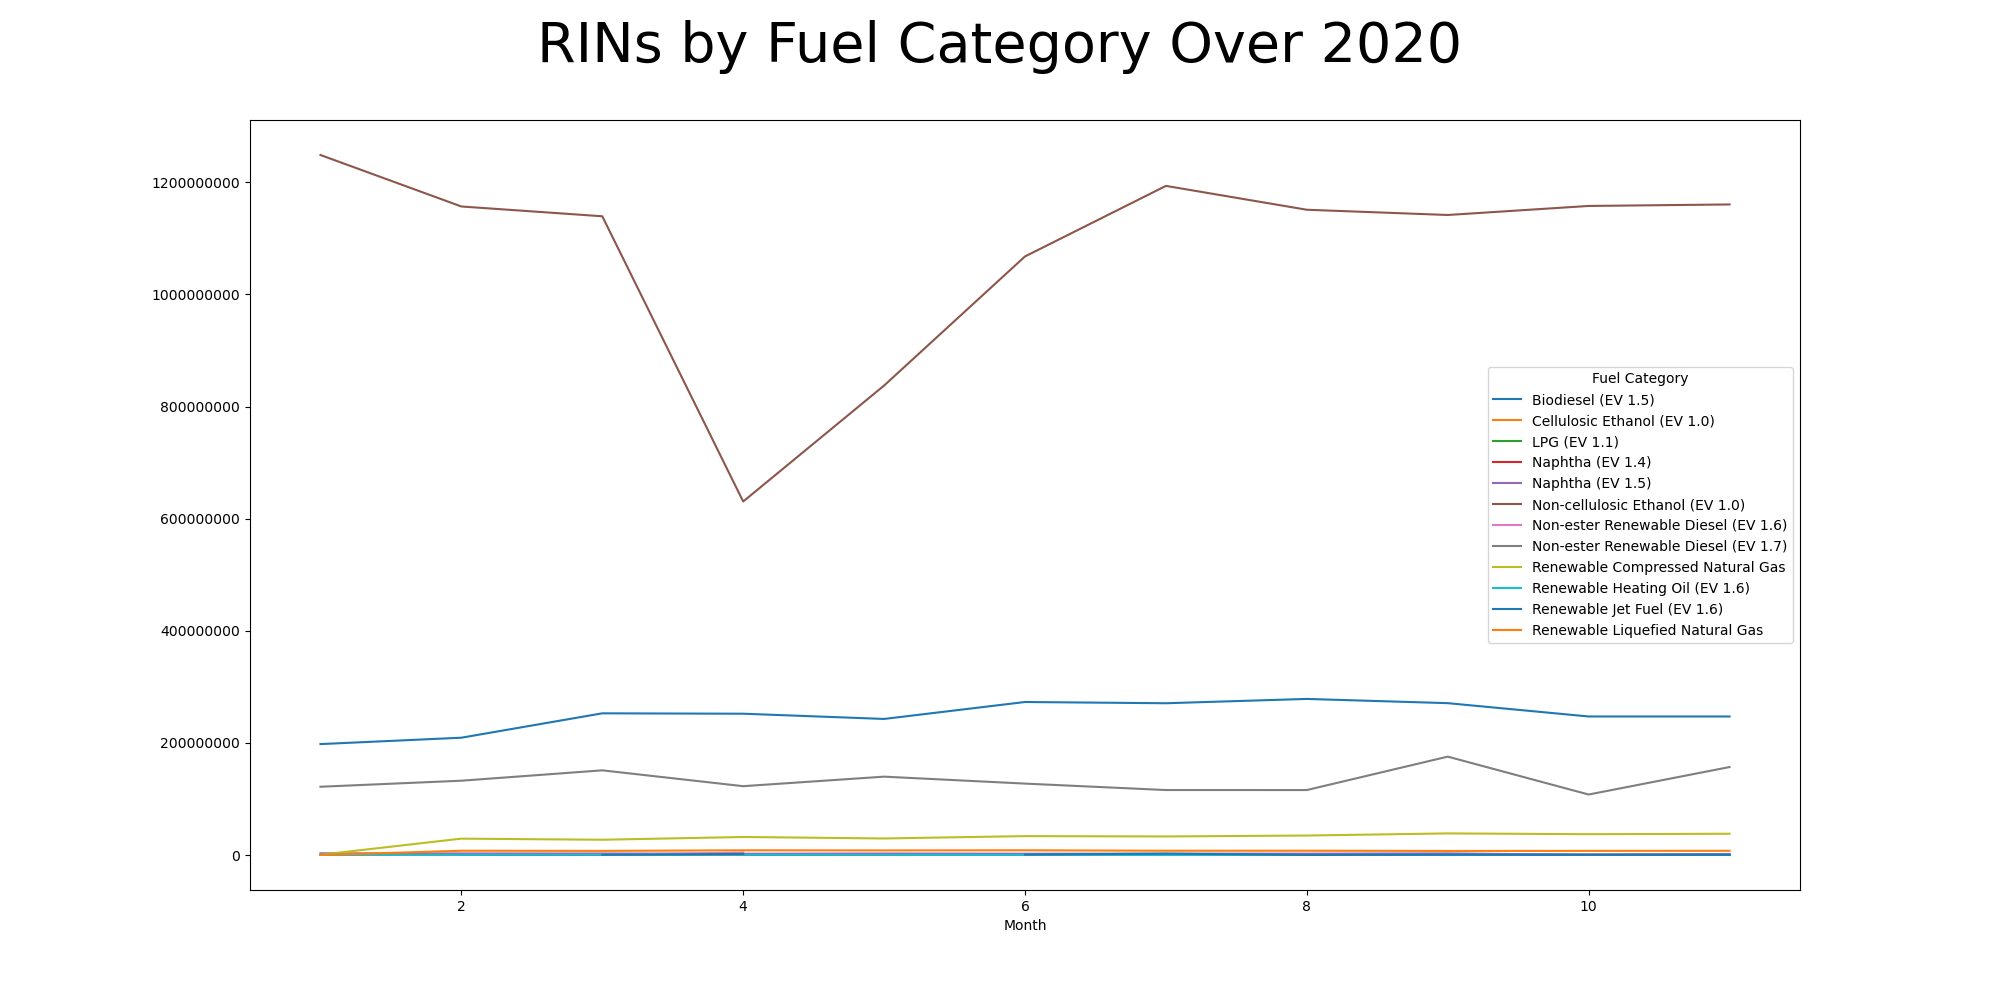 RINs by Fuel Category Over 2020
1200000000
1000000000
800000000
600000000
400000000
200000000
0
Fuel Category
Biodiesel (EV 1.5)
Cellulosic Ethanol (EV 1.0)
LPG (EV 1.1)
Naphtha (EV 1.4)
Naphtha (EV 1.5)
Non-cellulosic Ethanol (EV 1.0)
Non-ester Renewable Diesel (EV 1.6)
Non-ester Renewable Diesel (EV 1.7)
Renewable Compressed Natural Gas
Renewable Heating Oil (EV 1.6)
Renewable Jet Fuel (EV 1.6)
Renewable Liquefied Natural Gas
2 4 6 8 10
Month